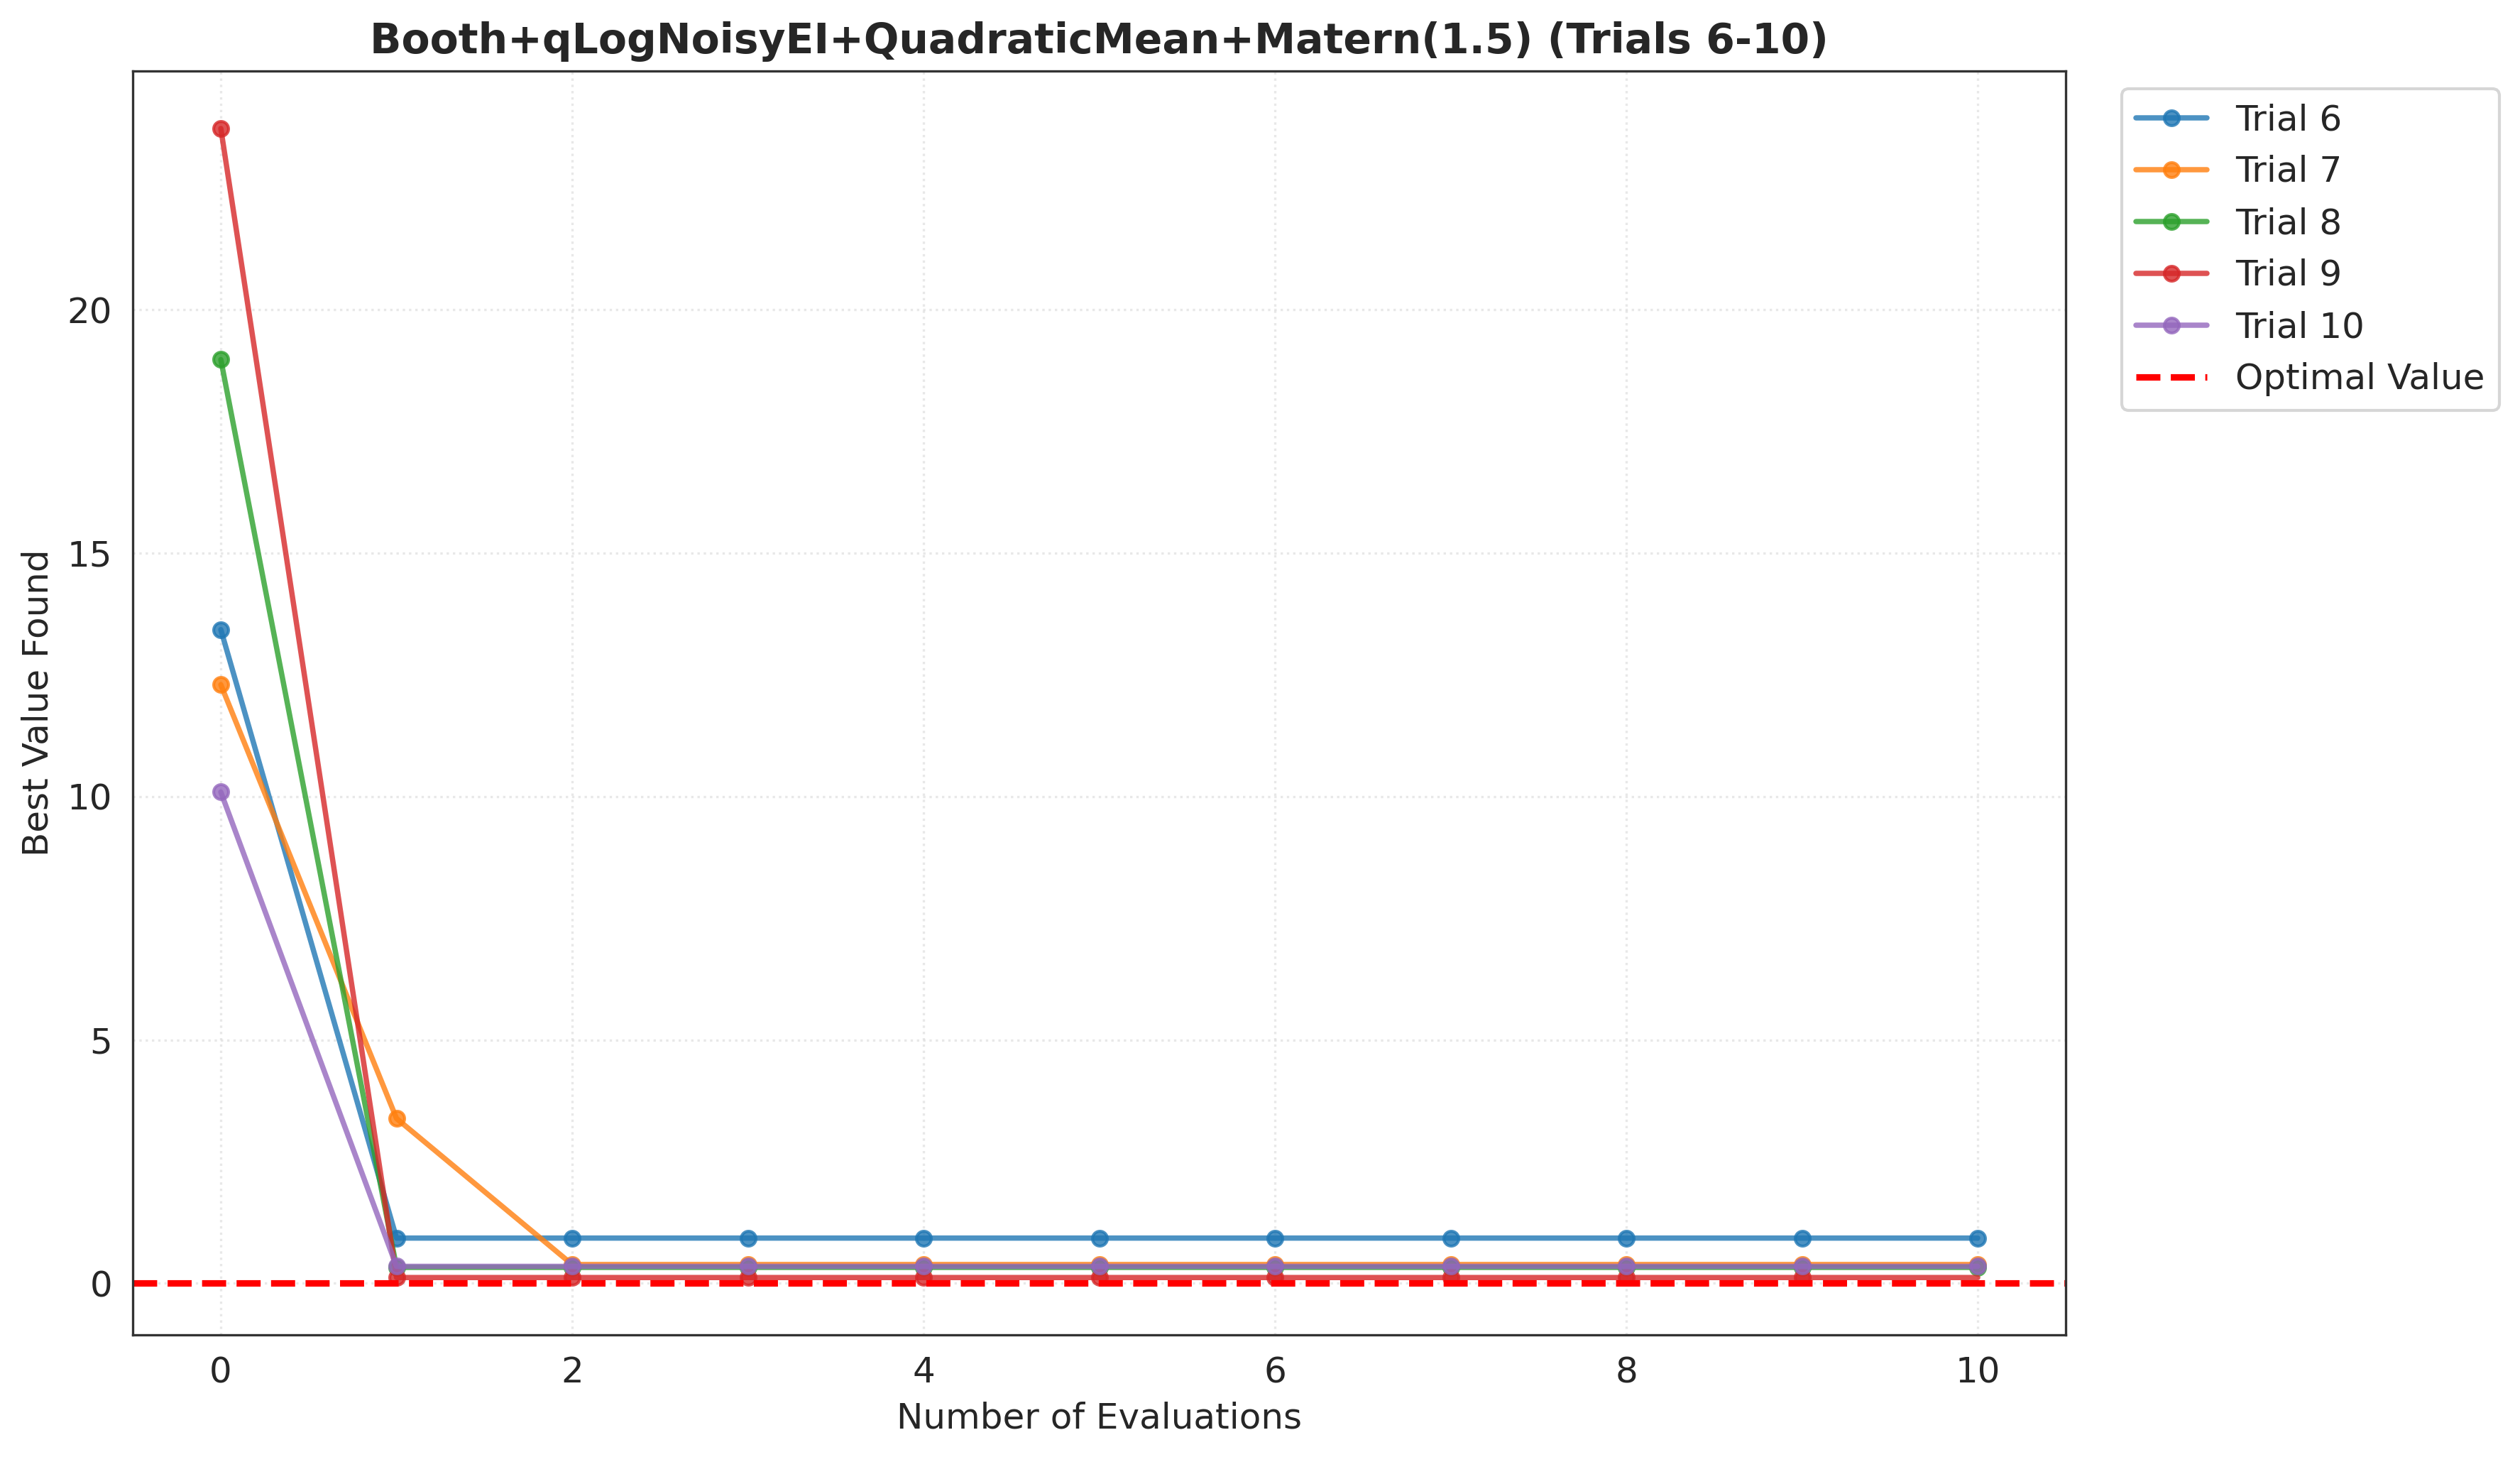 Booth+qLogNoisyEI+QuadraticMean+Matern(1.5) (Trials 6-10)
Best Value Found
20
15
10
5
0
0 2 4 6 8 10
Number of Evaluations
Trial 6
Trial 7
Trial 8
Trial 9
Trial 10
Optimal Value